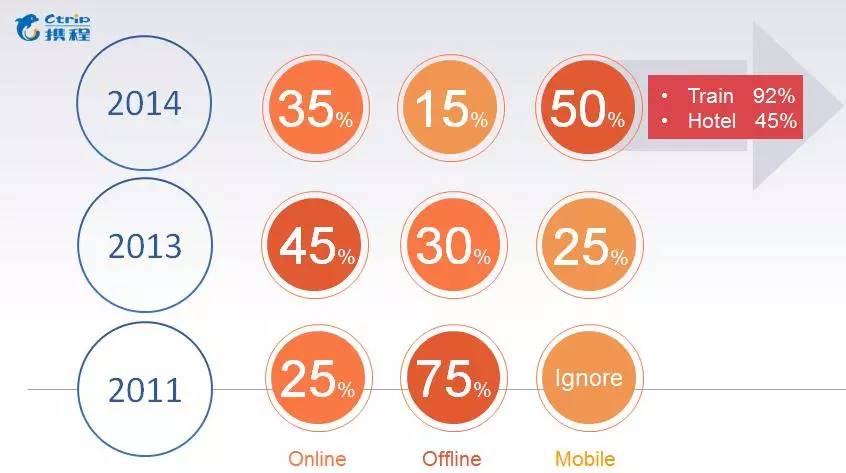 Ctrip
携程
2014 35% 15% 50%
• Train 92%
• Hotel 45%
2013 45% 30% 25%
2011 25% 75% Ignore
Online Offline Mobile